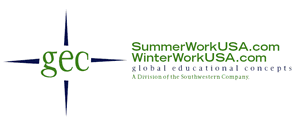 gec
SummerWorkUSA.com
WinterWorkUSA.com
global educational concepts
A Division of the Southwestern Company